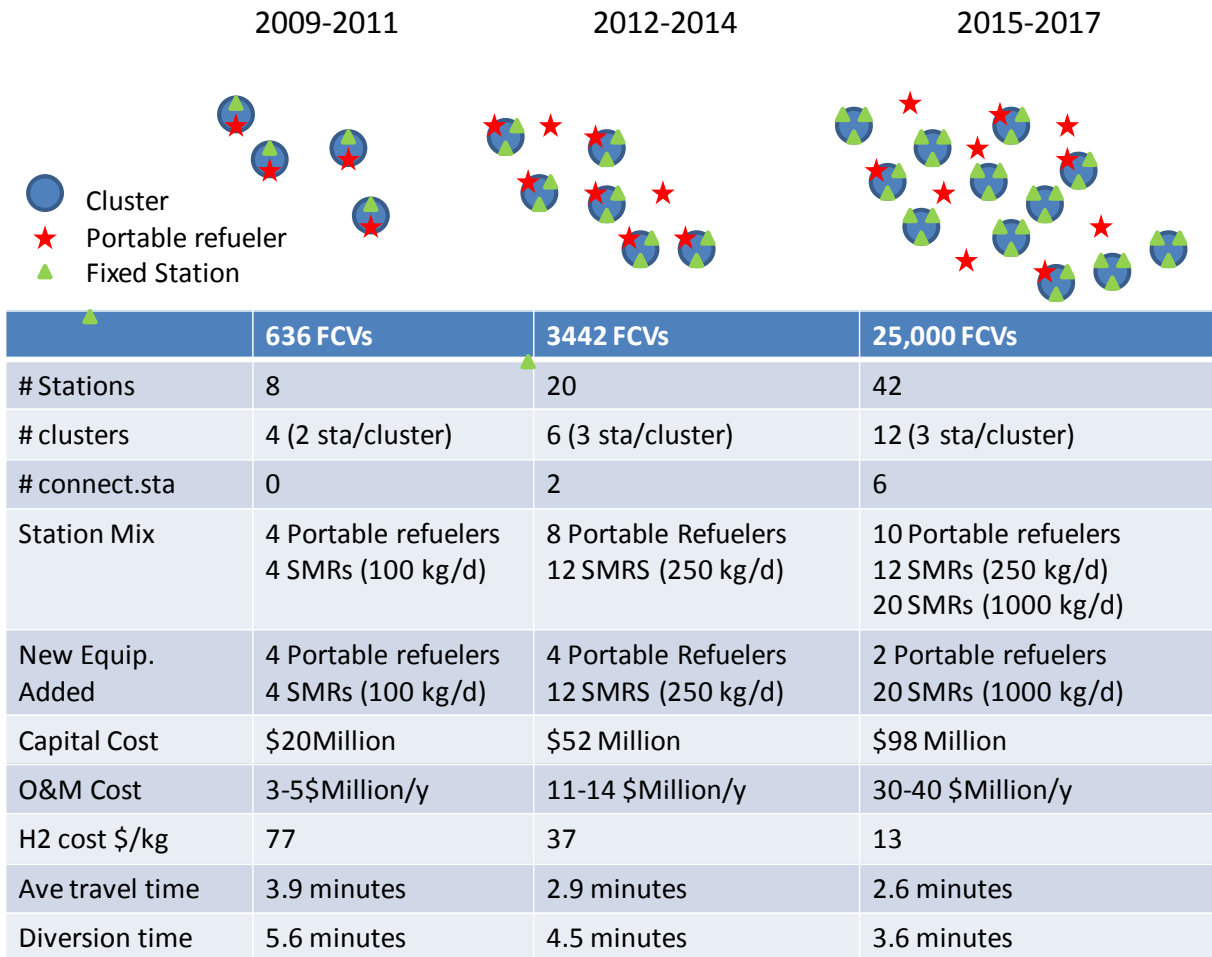 2009-2011 2012-2014 2015-2017
Cluster
Portable refueler
Fixed Station
636 FCVs 3442 FCVs 25,000 FCVs
# Stations 8 20 42
# clusters 4 (2 sta/cluster) 6 (3 sta/cluster) 12 (3 sta/cluster)
# connect.sta 0 2 6
Station Mix 4 Portable refuelers 8 Portable Refuelers 10 Portable refuelers
4 SMRs (100 kg/d) 12 SMRS (250 kg/d) 12 SMRs (250 kg/d)
20 SMRs (1000 kg/d)
New Equip. 4 Portable refuelers 4 Portable Refuelers 2 Portable refuelers
Added 4 SMRs (100 kg/d) 12 SMRS (250 kg/d) 20 SMRs (1000 kg/d)
Capital Cost $20Million $52 Million $98 Million
O&M Cost 3-5$Million/y 11-14 $Million/y 30-40 $Million/y
H2 cost $/kg 77 37 13
Ave travel time 3.9 minutes 2.9 minutes 2.6 minutes
Diversion time 5.6 minutes 4.5 minutes 3.6 minutes